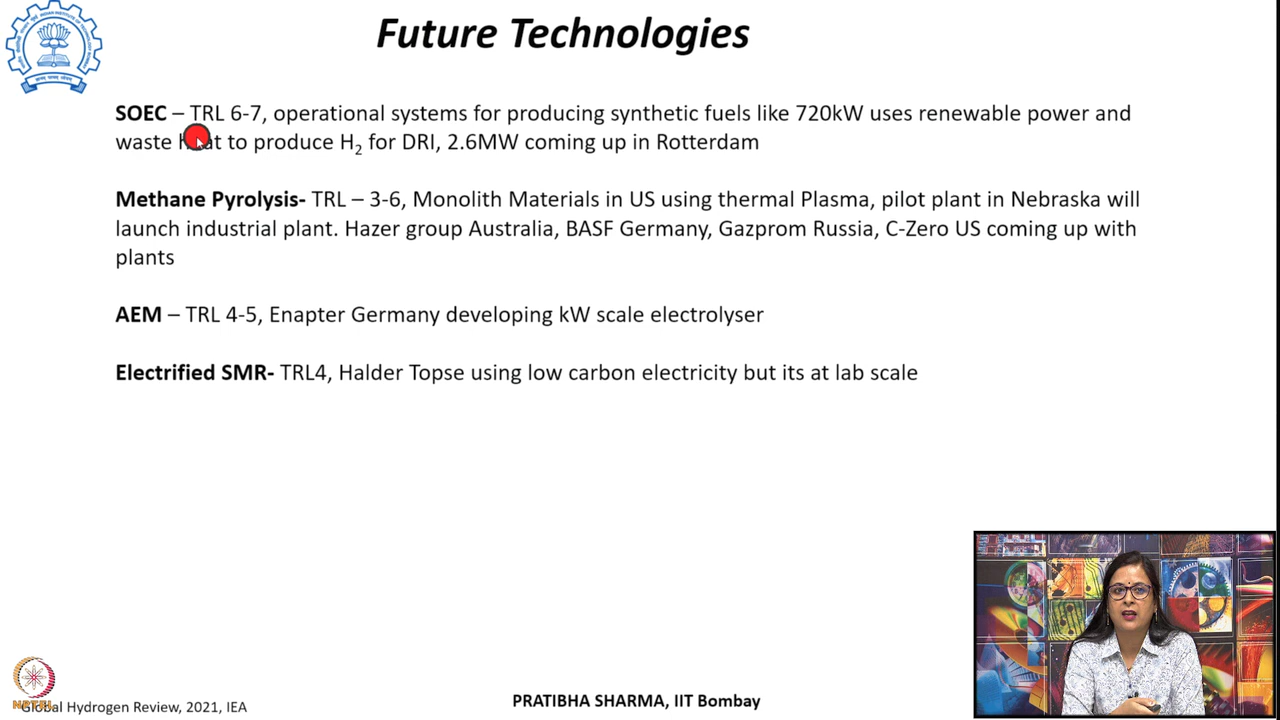 Future Technologies
SOEC – TRL 6-7, operational systems for producing synthetic fuels like 720kW uses renewable power and
waste heat to produce H₂ for DRI, 2.6MW coming up in Rotterdam
Methane Pyrolysis- TRL – 3-6, Monolith Materials in US using thermal Plasma, pilot plant in Nebraska will
launch industrial plant. Hazer group Australia, BASF Germany, Gazprom Russia, C-Zero US coming up with
plants
AEM – TRL 4-5, Enapter Germany developing kW scale electrolyser
Electrified SMR- TRL4, Halder Topse using low carbon electricity but its at lab scale
NPTEL
Global Hydrogen Review, 2021, IEA
PRATIBHA SHARMA, IIT Bombay